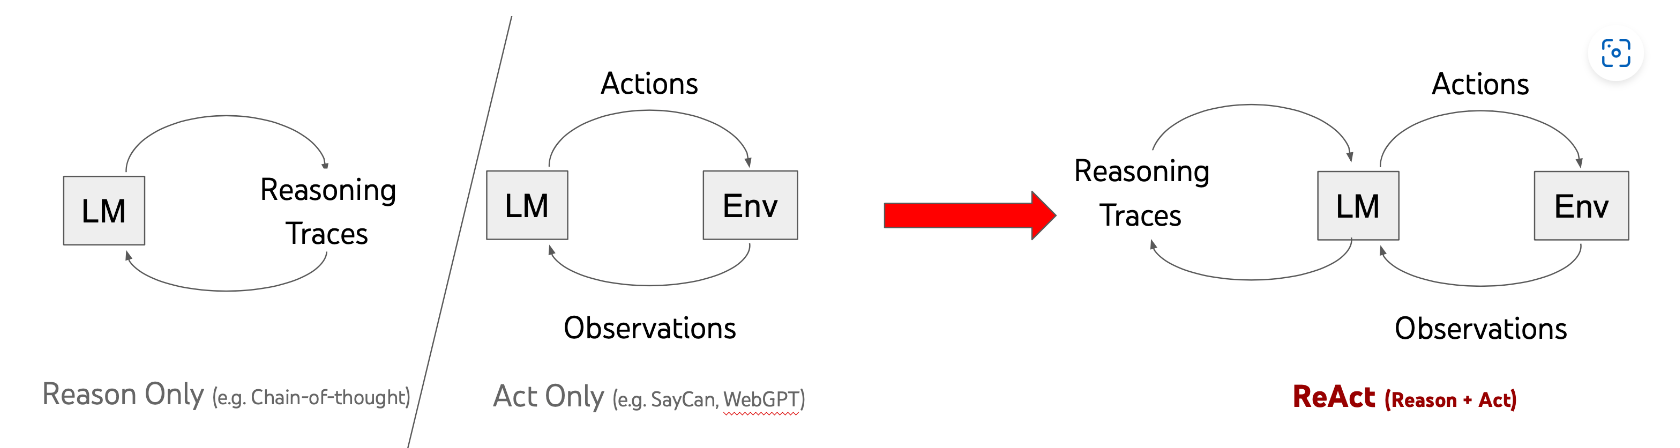 LM
Reasoning
Traces
Reason Only (e.g. Chain-of-thought)
Actions
LM
Env
Observations
Act Only (e.g. SayCan, WebGPT)
Reasoning
Traces
Actions
LM
Env
Observations
ReAct (Reason + Act)